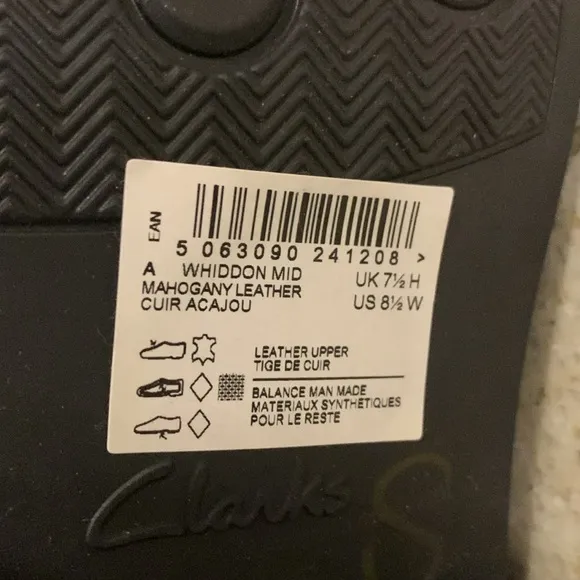 EAN
5 063090 241208 >
A WHIDDON MID UK 7½ H
MAHOGANY LEATHER US 8½ W
CUIR ACAJOU
LEATHER UPPER
TIGE DE CUIR
BALANCE MAN MADE
MATERIAUX SYNTHETIQUES
POUR LE RESTE
Clarks
S